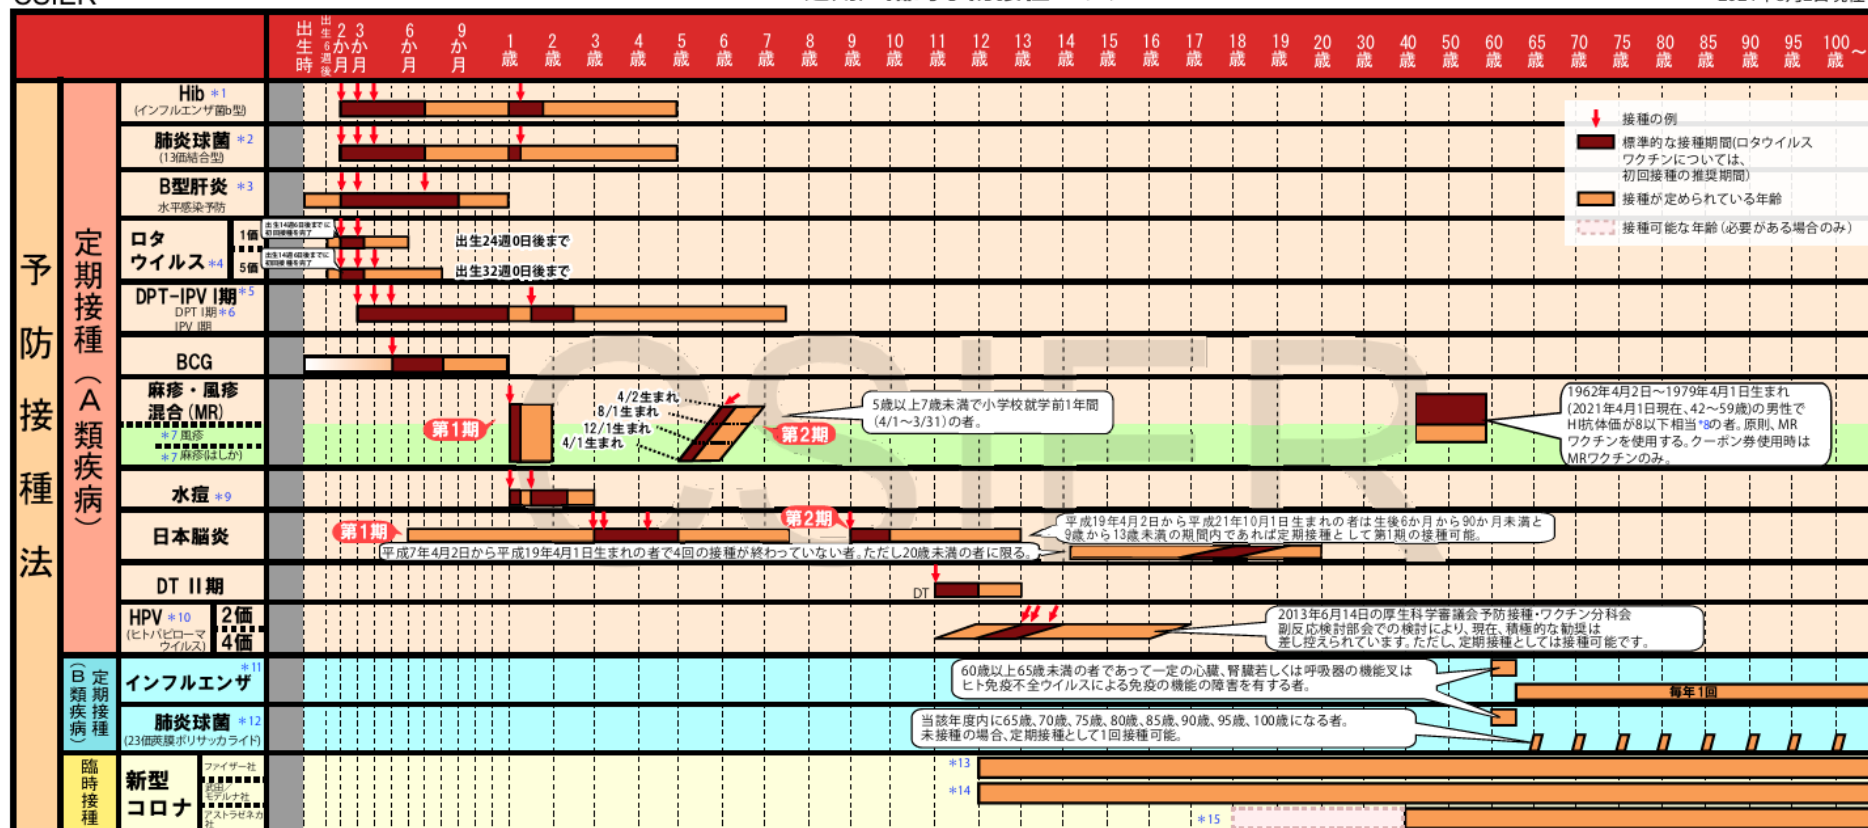 出生時
出生6週後
2か月
3か月
6か月
9か月
1歳
2歳
3歳
4歳
5歳
6歳
7歳
8歳
9歳
10歳
11歳
12歳
13歳
14歳
15歳
16歳
17歳
18歳
19歳
20歳
30歳
40歳
50歳
60歳
65歳
70歳
75歳
80歳
85歳
90歳
95歳
100歳～
予防接種法
定期接種（A類疾病）
Hib *1
(インフルエンザ菌b型)
接種の例
標準的な接種期間(ロタウイルス
ワクチンについては、
初回接種の推奨期間)
接種が定められている年齢
接種可能な年齢(必要がある場合のみ)
肺炎球菌 *2
(13価結合型)
B型肝炎 *3
水平感染予防
ロタ
ウイルス *4
1価
5価
出生14週6日後までに
初回接種を完了
出生24週0日後まで
出生14週6日後までに
初回接種を完了
出生32週0日後まで
DPT-IPV I期 *5
DPT I期 *6
IPV I期
CSIER
BCG
麻疹・風疹
混合(MR)
*7 風疹
*7 麻疹(はしか)
第1期
4/2生まれ
8/1生まれ
12/1生まれ
4/1生まれ
第2期
5歳以上7歳未満で小学校就学前1年間
(4/1～3/31)の者。
1962年4月2日～1979年4月1日生まれ
(2021年4月1日現在、42～59歳)の男性で
HI抗体価が8以下相当*8の者。原則、MR
ワクチンを使用する。クーポン券使用時は
MRワクチンのみ。
水痘 *9
日本脳炎
第1期
第2期
平成19年4月2日から平成21年10月1日生まれの者は生後6か月から90か月未満と
9歳から13歳未満の期間内であれば定期接種として第1期の接種可能。
平成7年4月2日から平成19年4月1日生まれの者で4回の接種が終わっていない者。ただし20歳未満の者に限る。
DT II期
DT
HPV *10
(ヒトパピローマ
ウイルス)
2価
4価
2013年6月14日の厚生科学審議会予防接種・ワクチン分科会
副反応検討部会での検討により、現在、積極的な勧奨は
差し控えられています。ただし、定期接種としては接種可能です。
定期接種
（B類疾病）
*11
インフルエンザ
60歳以上65歳未満の者であって一定の心臓、腎臓若しくは呼吸器の機能又は
ヒト免疫不全ウイルスによる免疫の機能の障害を有する者。
毎年1回
肺炎球菌 *12
(23価莢膜ポリサッカライド)
当該年度内に65歳、70歳、75歳、80歳、85歳、90歳、95歳、100歳になる者。
未接種の場合、定期接種として1回接種可能。
臨時接種
新型
コロナ
ファイザー社
武田/
モデルナ社
アストラゼネカ
社
*13
*14
*15